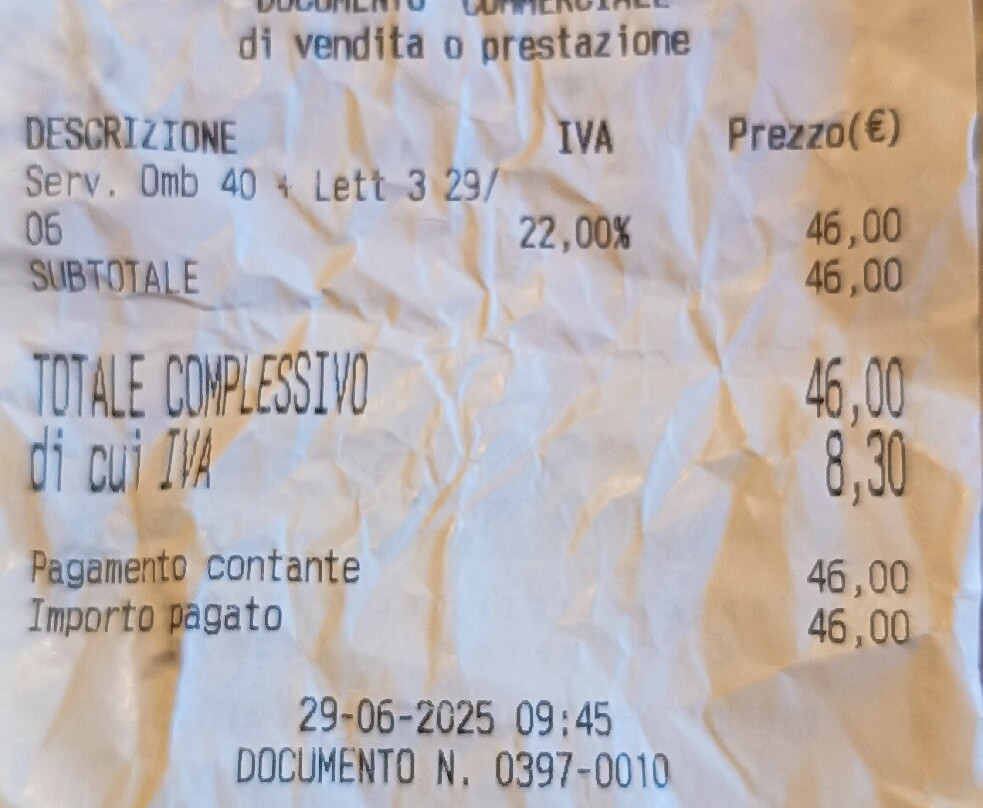 DOCUMENTO COMMERCIALE
di vendita o prestazione
DESCRIZIONE IVA Prezzo(€)
Serv. Omb 40 + Lett 3 29/
06 22,00% 46,00
SUBTOTALE 46,00
TOTALE COMPLESSIVO 46,00
di cui IVA 8,30
Pagamento contante 46,00
Importo pagato 46,00
29-06-2025 09:45
DOCUMENTO N. 0397-0010